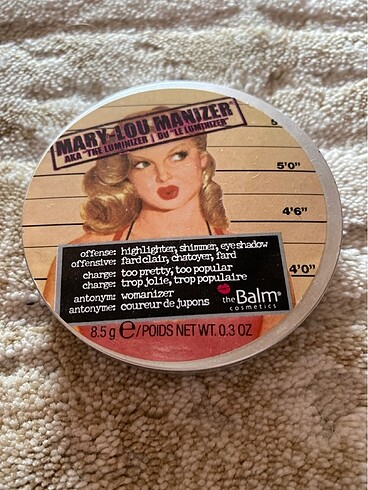 MARY-LOU MANIZER®
AKA "THE LUMINIZER | OU "LE LUMINIZER"
5'0"
4'6"
4'0"
offense: highlighter, shimmer, eyeshadow
offensive: fard clair, chatoyer, fard
charge: too pretty, too popular
charge: trop jolie, trop populaire
antonym: womanizer
antonyme: coureur de jupons
theBalm®
cosmetics
8.5 g e/POIDS NET WT. 0.3 OZ